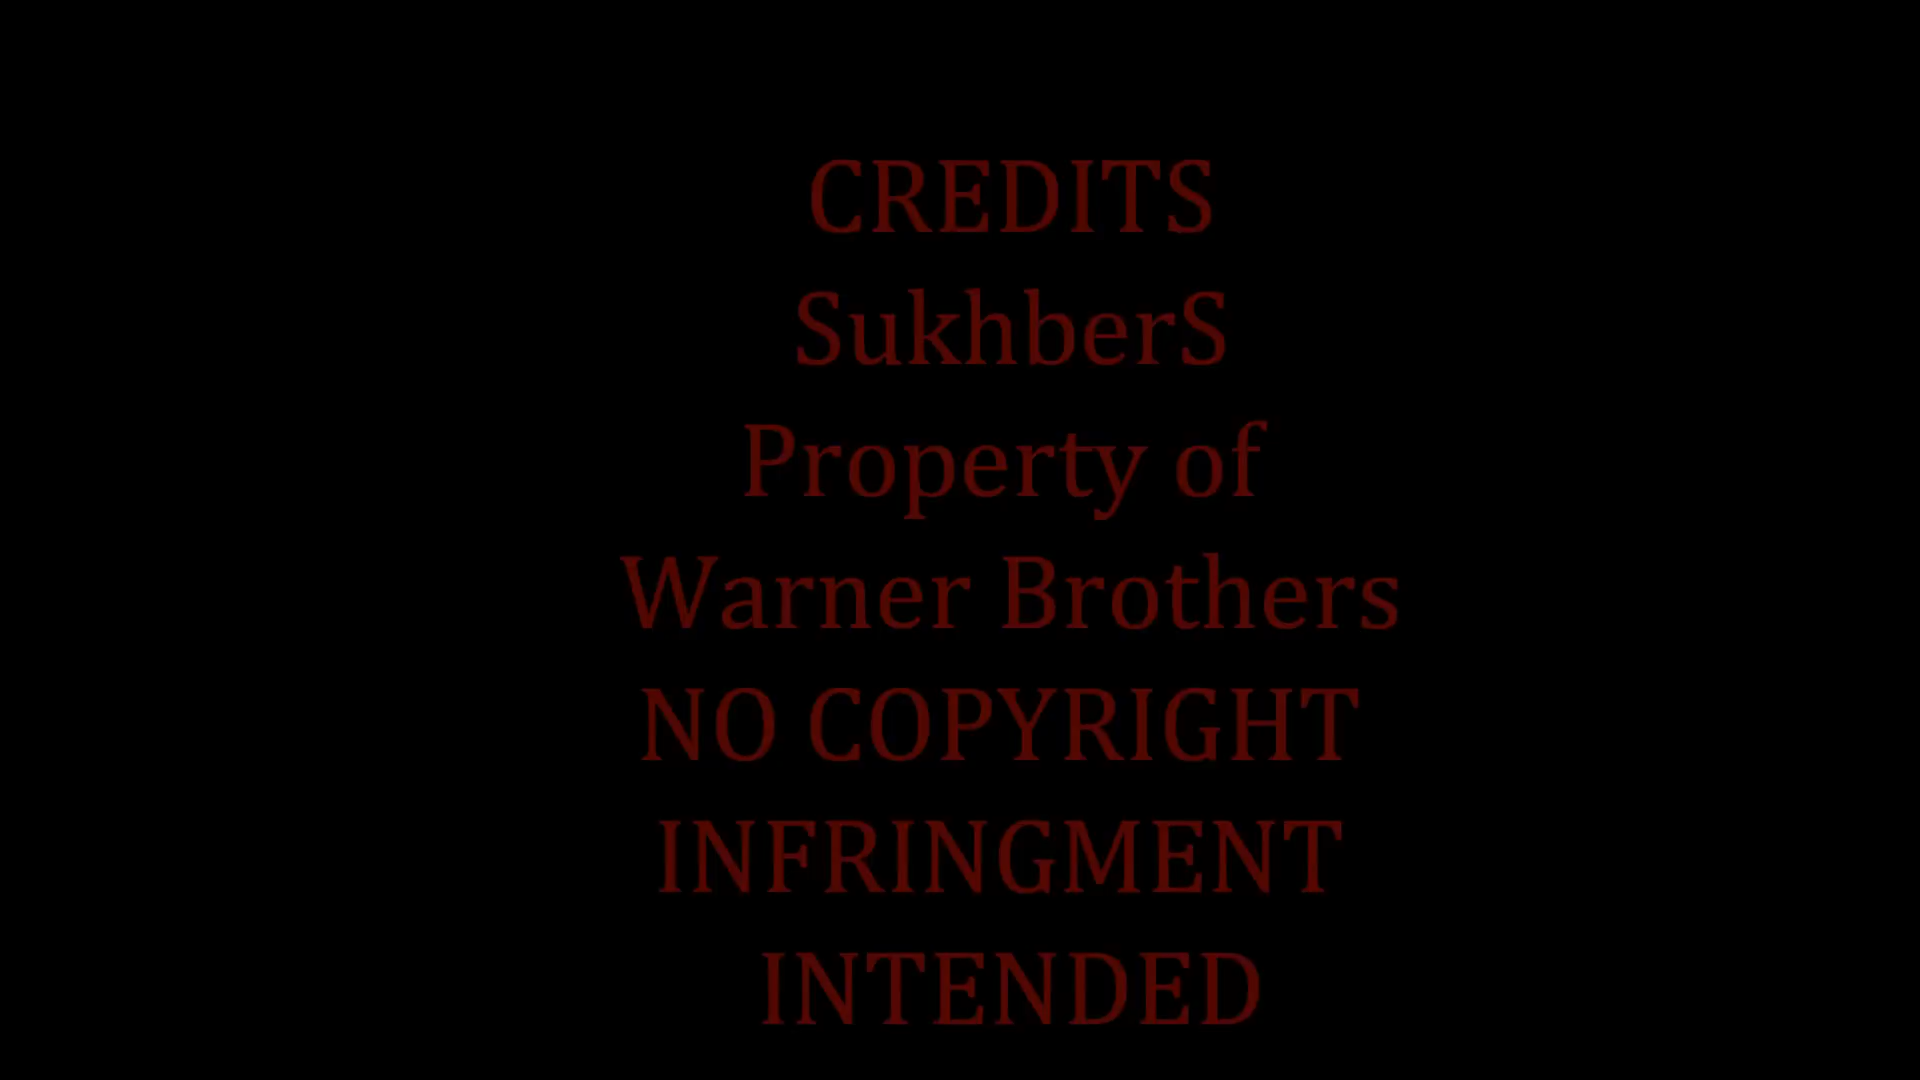 CREDITS
SukhberS
Property of
Warner Brothers
NO COPYRIGHT
INFRINGMENT
INTENDED